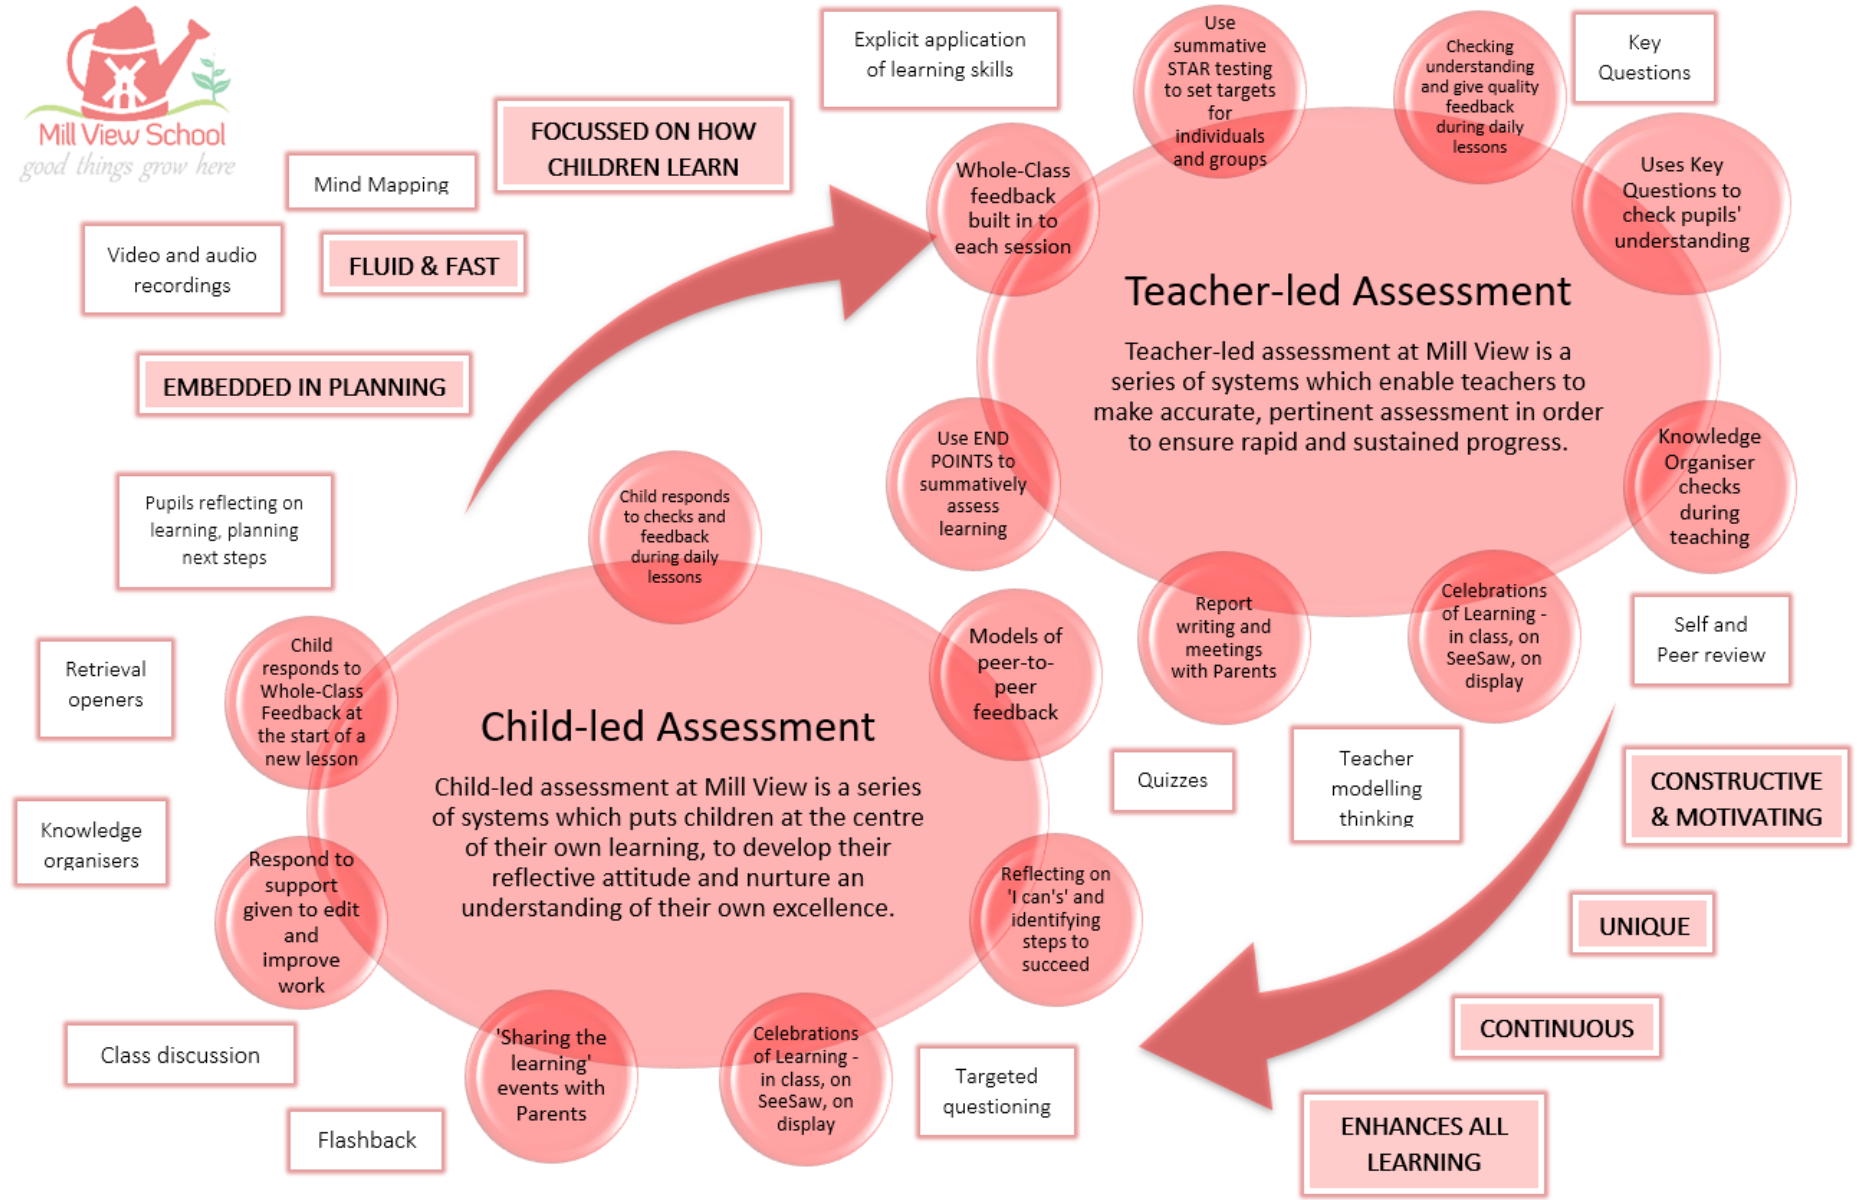 Mill View School
good things grow here
Explicit application
of learning skills
Use
summative
STAR testing
to set targets
for
individuals
and groups
Checking
understanding
and give quality
feedback
during daily
lessons
Key
Questions
FOCUSSED ON HOW
CHILDREN LEARN
Mind Mapping
Video and audio
recordings
FLUID & FAST
EMBEDDED IN PLANNING
Whole-Class
feedback
built in to
each session
Uses Key
Questions to
check pupils'
understanding
Teacher-led Assessment
Teacher-led assessment at Mill View is a
series of systems which enable teachers to
make accurate, pertinent assessment in order
to ensure rapid and sustained progress.
Use END
POINTS to
summatively
assess
learning
Knowledge
Organiser
checks
during
teaching
Report
writing and
meetings
with Parents
Celebrations
of Learning -
in class, on
SeeSaw, on
display
Pupils reflecting on
learning, planning
next steps
Child responds
to checks and
feedback
during daily
lessons
Models of
peer-to-
peer
feedback
Self and
Peer review
Retrieval
openers
Child
responds to
Whole-Class
Feedback at
the start of a
new lesson
Child-led Assessment
Child-led assessment at Mill View is a series
of systems which puts children at the centre
of their own learning, to develop their
reflective attitude and nurture an
understanding of their own excellence.
Quizzes
Teacher
modelling
thinking
CONSTRUCTIVE
& MOTIVATING
Knowledge
organisers
Respond to
support
given to edit
and
improve
work
Reflecting on
'I can's' and
identifying
steps to
succeed
UNIQUE
CONTINUOUS
Class discussion
'Sharing the
learning'
events with
Parents
Celebrations
of Learning -
in class, on
SeeSaw, on
display
Targeted
questioning
Flashback
ENHANCES ALL
LEARNING